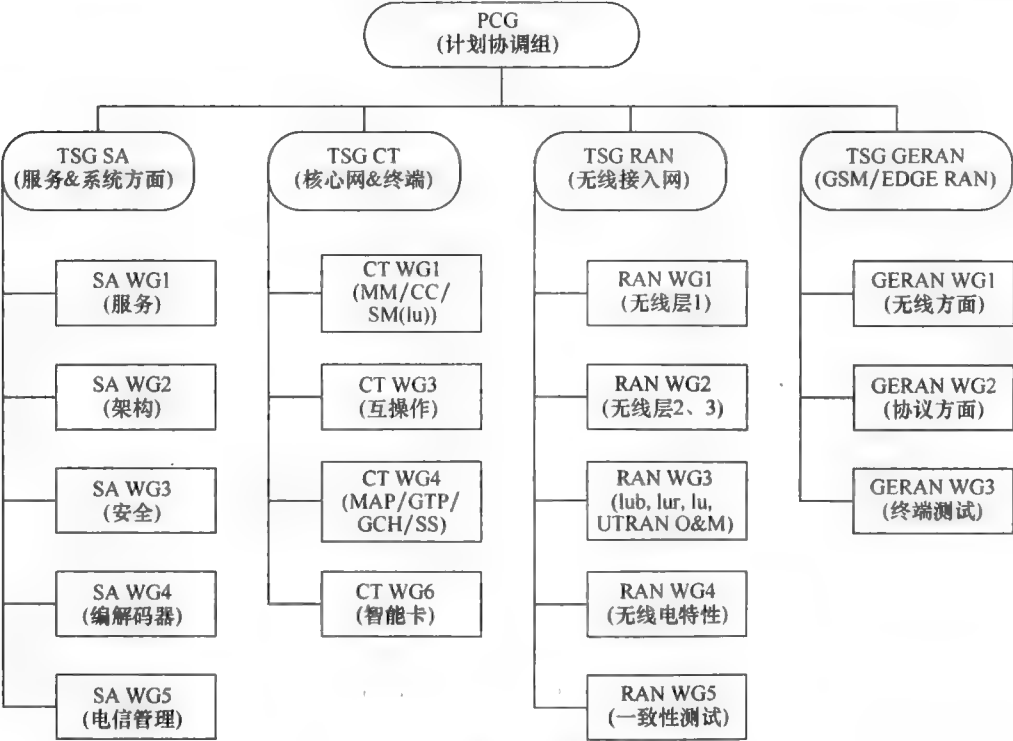 PCG
(计划协调组)
TSG SA
(服务&系统方面)
TSG CT
(核心网&终端)
TSG RAN
(无线接入网)
TSG GERAN
(GSM/EDGE RAN)
SA WG1
(服务)
SA WG2
(架构)
SA WG3
(安全)
SA WG4
(编解码器)
SA WG5
(电信管理)
CT WG1
(MM/CC/
SM(Iu))
CT WG3
(互操作)
CT WG4
(MAP/GTP/
GCH/SS)
CT WG6
(智能卡)
RAN WG1
(无线层1)
RAN WG2
(无线层2、3)
RAN WG3
(Iub, Iur, Iu,
UTRAN O&M)
RAN WG4
(无线电特性)
RAN WG5
(一致性测试)
GERAN WG1
(无线方面)
GERAN WG2
(协议方面)
GERAN WG3
(终端测试)